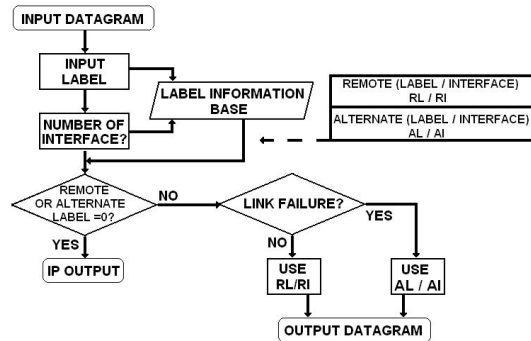 INPUT DATAGRAM
INPUT
LABEL
NUMBER OF
INTERFACE?
LABEL INFORMATION
BASE
REMOTE (LABEL / INTERFACE)
RL / RI
ALTERNATE (LABEL / INTERFACE)
AL / AI
REMOTE
OR ALTERNATE
LABEL =0?
NO
YES
IP OUTPUT
LINK FAILURE?
YES
NO
USE
RL/RI
USE
AL / AI
OUTPUT DATAGRAM